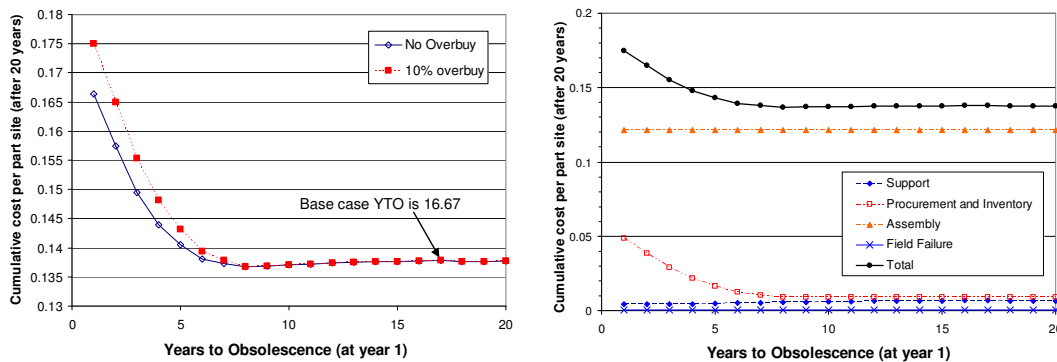 Cumulative cost per part site (after 20 years)
0.18
0.175
0.17
0.165
0.16
0.155
0.15
0.145
0.14
0.135
0.13
No Overbuy
10% overbuy
Base case YTO is 16.67
0 5 10 15 20
Years to Obsolescence (at year 1)
Cumulative cost per part site (after 20 years)
0.2
0.15
0.1
0.05
0
Support
Procurement and Inventory
Assembly
Field Failure
Total
0 5 10 15 20
Years to Obsolescence (at year 1)